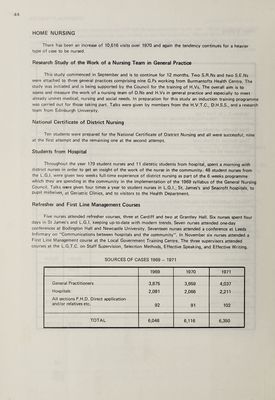 44
HOME NURSING
There has been an increase of 10,616 visits over 1970 and again the tendency continues for a heavier
type of case to be nursed.
Research Study of the Work of a Nursing Team in General Practice
This study commenced in September and is to continue for 12 months. Two S.R.Ns and two S.E.Ns
were attached to three general practices comprising nine G.Ps working from Burmantofts Health Centre. The
study was initiated and is being supported by the Council for the training of H.Vs. The overall aim is to
assess and measure the work of a nursing team of D.Ns and H.Vs in general practice and especially to meet
already unmet medical, nursing and social needs. In preparation for this study an induction training programme
was carried out for those taking part. Talks were given by members from the H.V.T.C., D.H.S.S., and a research
team from Edinburgh University.
National Certificate of District Nursing
Ten students were prepared for the National Certificate of District Nursing and all were successful, nine
at the first attempt and the remaining one at the second attempt.
Students from Hospital
Throughout the year 179 student nurses and 11 dietetic students from hospital, spent a morning with
district nurses in order to get an insight of the work of the nurse in the community. 48 student nurses from
the L.G.I. were given two weeks full-time experience of district nursing as part of the 6 weeks programme
which they are spending in the community in the implementation of the 1969 syllabus of the General Nursing
Council. Talks were given four times a year to student nurses in L.G.I., St. James's and Seacroft hospitals, to
pupil midwives, at Geriatric Clinics, and to visitors to the Health Department.
Refresher and First Line Management Courses
Five nurses attended refresher courses, three at Cardiff and two at Grantley Hall. Six nurses spent four
days in St James's and L.G.I. keeping up-to-date with modern trends. Seven nurses attended one-day
conferences at Bodington Hall and Newcastle University. Seventeen nurses attended a conference at Leeds
Infirmary on "Communications between hospitals and the community". In November six nurses attended a
First Line Management course at the Local Government Training Centre. The three supervisors attended
courses at the L.G.T.C. on Staff Supervision, Selection Methods, Effective Speaking, and Effective Writing.
SOURCES OF CASES 1969 – 1971
1969 1970 1971
General Practitioners 3,875 3,959 4,037
Hospitals 2,081 2,066 2,211
All sections P.H.D. Direct application
and/or relatives etc. 92 91 102
TOTAL 6,048 6,116 6,350